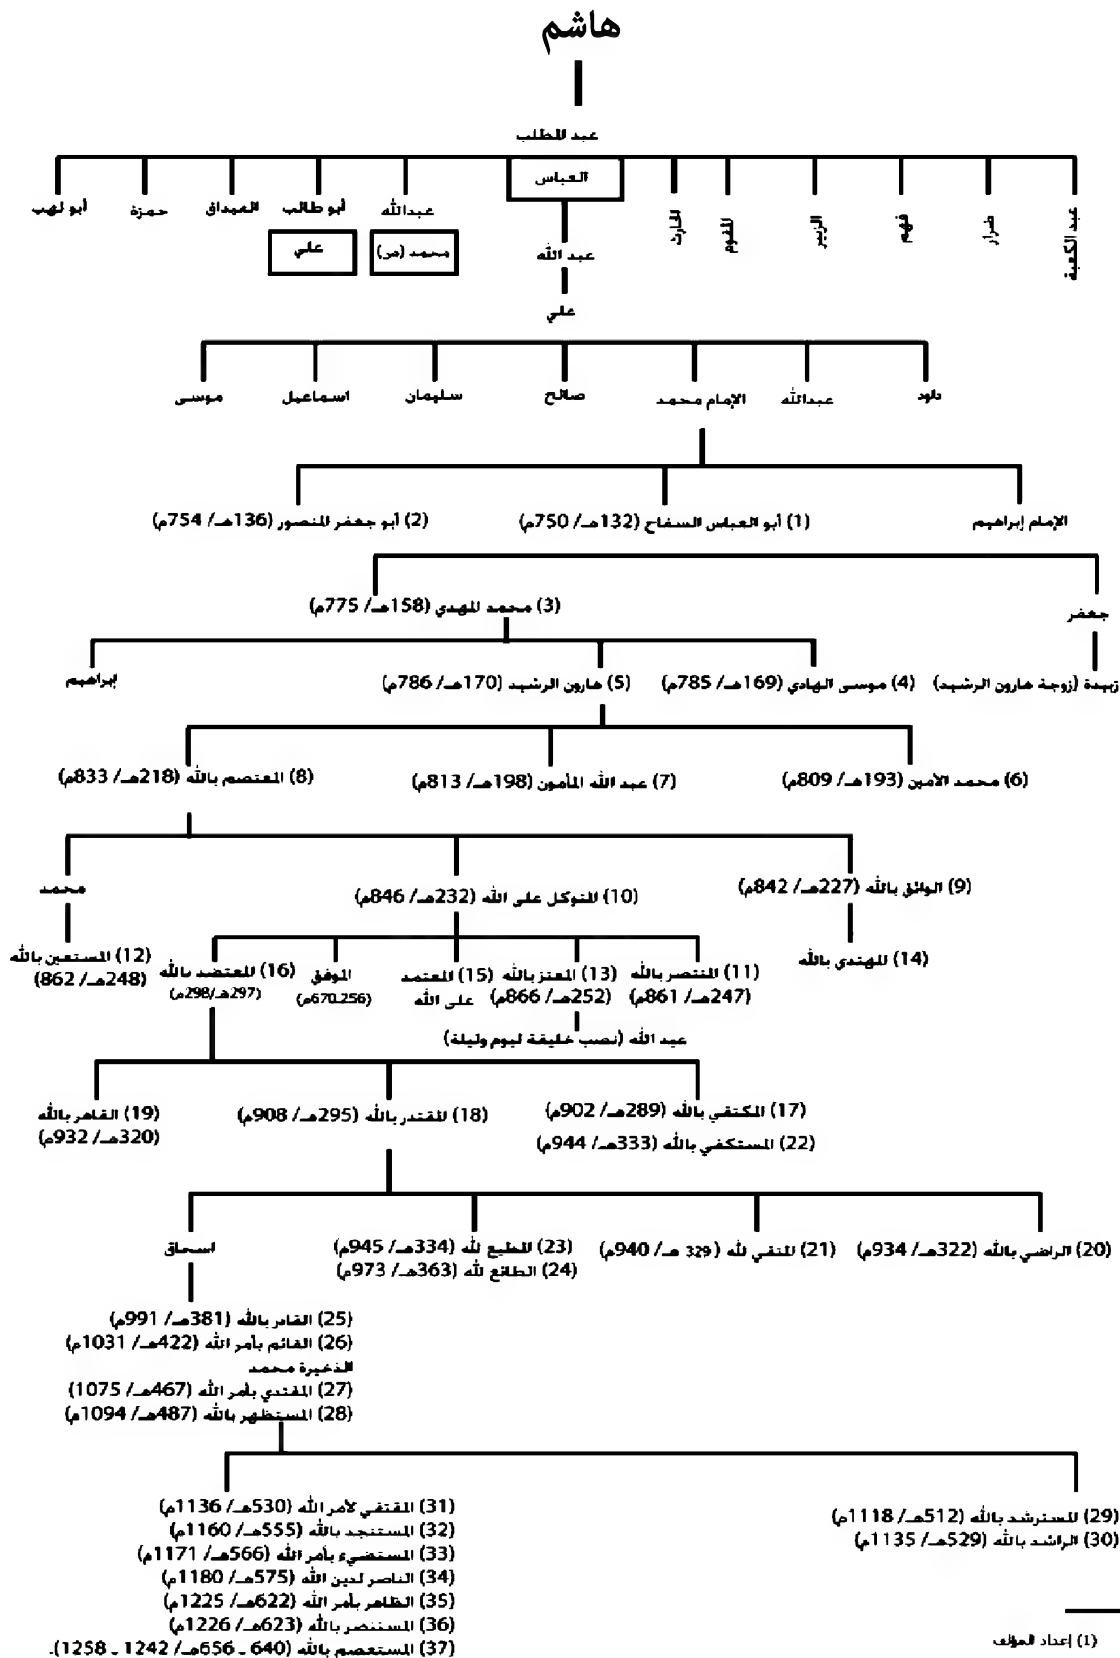 هاشم
عبد المطلب
عبد الكعبة ضرار قهم الزبير المقوم الحارث العباس عبدالله أبو طالب الغيداق حمزة أبو لهب
عبد الله محمد (ص) علي
علي
داود عبدالله الإمام محمد صالح سليمان اسماعيل موسى
الإمام إبراهيم (1) أبو العباس السفاح (132هـ/ 750م) (2) أبو جعفر المنصور (136هـ/ 754م)
جعفر (3) محمد المهدي (158هـ/ 775م)
زبيدة (زوجة هارون الرشيد) (4) موسى الهادي (169هـ/ 785م) (5) هارون الرشيد (170هـ/ 786م) إبراهيم
(6) محمد الأمين (193هـ/ 809م) (7) عبد الله المأمون (198هـ/ 813م) (8) المعتصم بالله (218هـ/ 833م)
(9) الواثق بالله (227هـ/ 842م) (10) المتوكل على الله (232هـ/ 846م) محمد
(14) المهتدي بالله (11) المنتصر بالله (13) المعتز بالله (15) المعتمد الموفق (16) المعتضد بالله (12) المستعين بالله
(247هـ/ 861م) (252هـ/ 866م) على الله (256ـ670م) (297هـ/298م) (248هـ/ 862)
عبد الله (نصب خليفة ليوم وليلة)
(17) المكتفي بالله (289هـ/ 902م) (18) المقتدر بالله (295هـ/ 908م) (19) القاهر بالله
(22) المستكفي بالله (333هـ/ 944م) (320هـ/ 932م)
(20) الراضي بالله (322هـ/ 934م) (21) المتقي لله (329 هـ/ 940م) (23) المطيع لله (334هـ/ 945م) اسحاق
(24) الطائع لله (363هـ/ 973م)
(25) القادر بالله (381هـ/ 991م)
(26) القائم بأمر الله (422هـ/ 1031م)
الذخيرة محمد
(27) المقتدي بأمر الله (467هـ/ 1075)
(28) المستظهر بالله (487هـ/ 1094م)
(29) المسترشد بالله (512هـ/ 1118م)
(30) الراشد بالله (529هـ/ 1135م)
(31) المقتفي لأمر الله (530هـ/ 1136م)
(32) المستنجد بالله (555هـ/ 1160م)
(33) المستضيء بأمر الله (566هـ/ 1171م)
(34) الناصر لدين الله (575هـ/ 1180م)
(35) الظاهر بأمر الله (622هـ/ 1225م)
(36) المستنصر بالله (623هـ/ 1226م)
(37) المستعصم بالله (640 ـ 656هـ/ 1242 ـ 1258).
(1) إعداد المؤلف